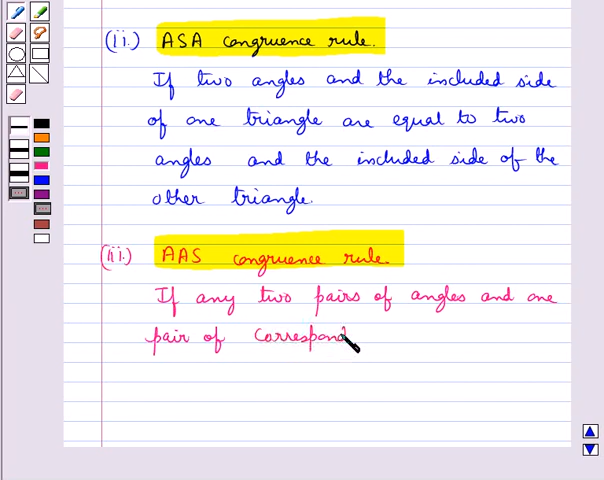 (ii.) ASA congruence rule.
If two angles and the included side
of one triangle are equal to two
angles and the included side of the
other triangle.
(iii.) AAS congruence rule.
If any two pairs of angles and one
pair of correspond